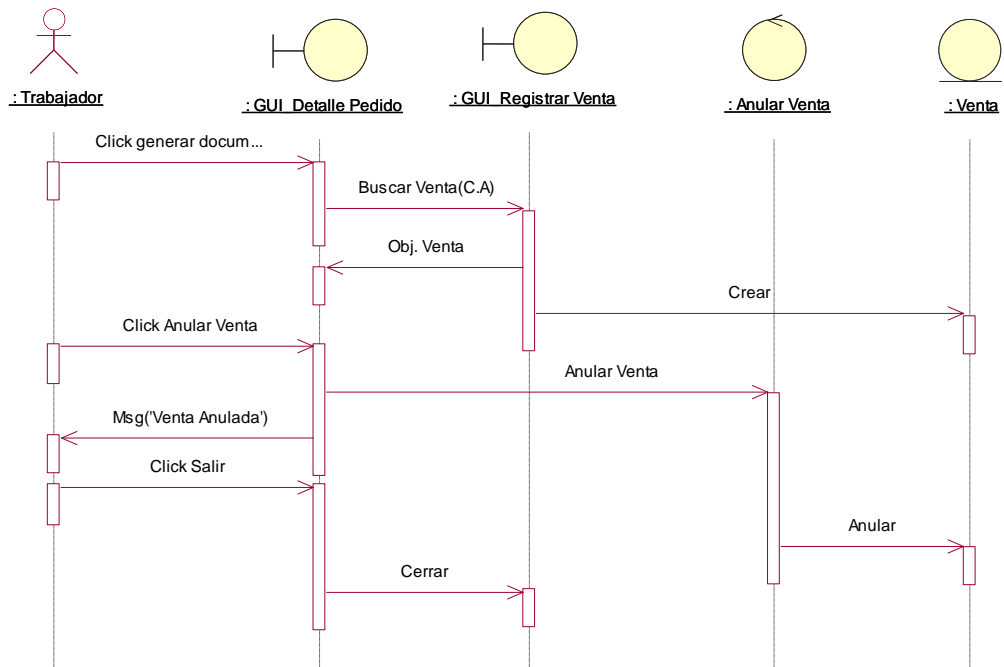 : Trabajador
: GUI_Detalle Pedido
: GUI_Registrar Venta
: Anular Venta
: Venta
Click generar docum...
Buscar Venta(C.A)
Obj. Venta
Crear
Click Anular Venta
Anular Venta
Msg('Venta Anulada')
Click Salir
Anular
Cerrar